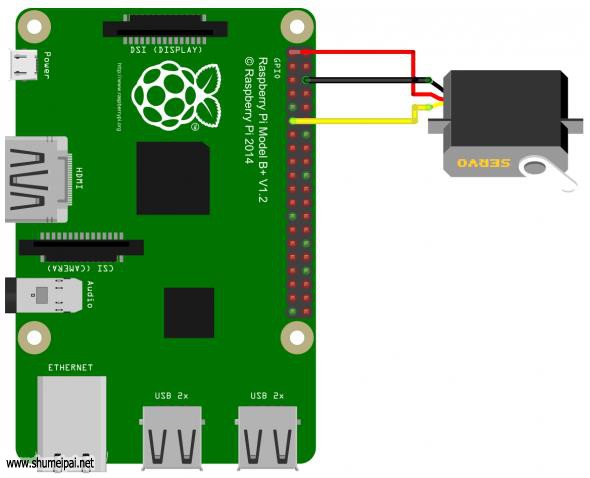 DSI (DISPLAY)
Power
http://www.raspberrypi.org
®
GPIO
Raspberry Pi Model B+ V1.2
© Raspberry Pi 2014
SERVO
HDMI
CSI (CAMERA)
Audio
ETHERNET
USB 2x
USB 2x
www.shumeipai.net